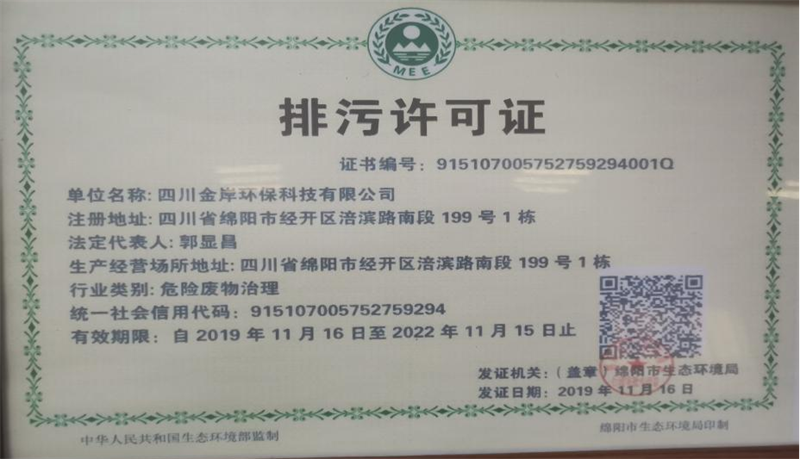 MEE
排污许可证
证书编号：915107005752759294001Q
单位名称：四川金岸环保科技有限公司
注册地址：四川省绵阳市经开区涪滨路南段 199 号 1 栋
法定代表人：郭显昌
生产经营场所地址：四川省绵阳市经开区涪滨路南段 199 号 1 栋
行业类别：危险废物治理
统一社会信用代码：915107005752759294
有效期限：自 2019 年 11 月 16 日至 2022 年 11 月 15 日止
发证机关：（盖章）绵阳市生态环境局
发证日期：2019 年 11 月 16 日
中华人民共和国生态环境部监制
绵阳市生态环境局印制